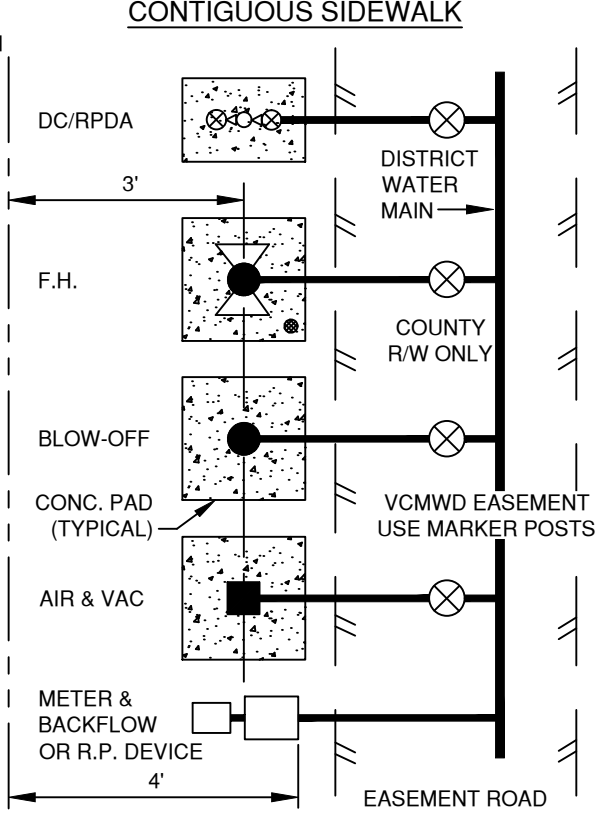 CONTIGUOUS SIDEWALK
DC/RPDA
DISTRICT
WATER
MAIN
3'
F.H.
COUNTY
R/W ONLY
BLOW-OFF
CONC. PAD
(TYPICAL)
VCMWD EASEMENT
USE MARKER POSTS
AIR & VAC
METER &
BACKFLOW
OR R.P. DEVICE
4'
EASEMENT ROAD